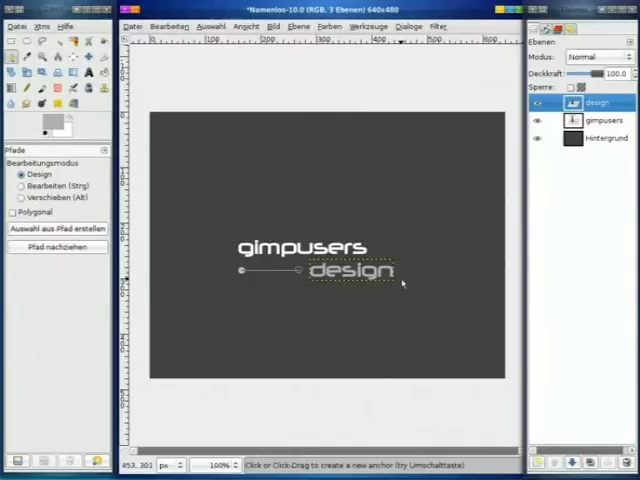 *Namenlos-10.0 (RGB, 3 Ebenen) 640x480
Datei Xtns Hilfe
Datei Bearbeiten Auswahl Ansicht Bild Ebene Farben Werkzeuge Dialoge Filter
Ebenen
Modus: Normal
Deckkraft: 100.0
Sperre:
design
gimpusers
Hintergrund
Pfade
Bearbeitungsmodus
Design
Bearbeiten (Strg)
Verschieben (Alt)
Polygonal
Auswahl aus Pfad erstellen
Pfad nachziehen
gimpusers
design
453, 301 px 100% Click or Click-Drag to create a new anchor (try Umschalttaste)